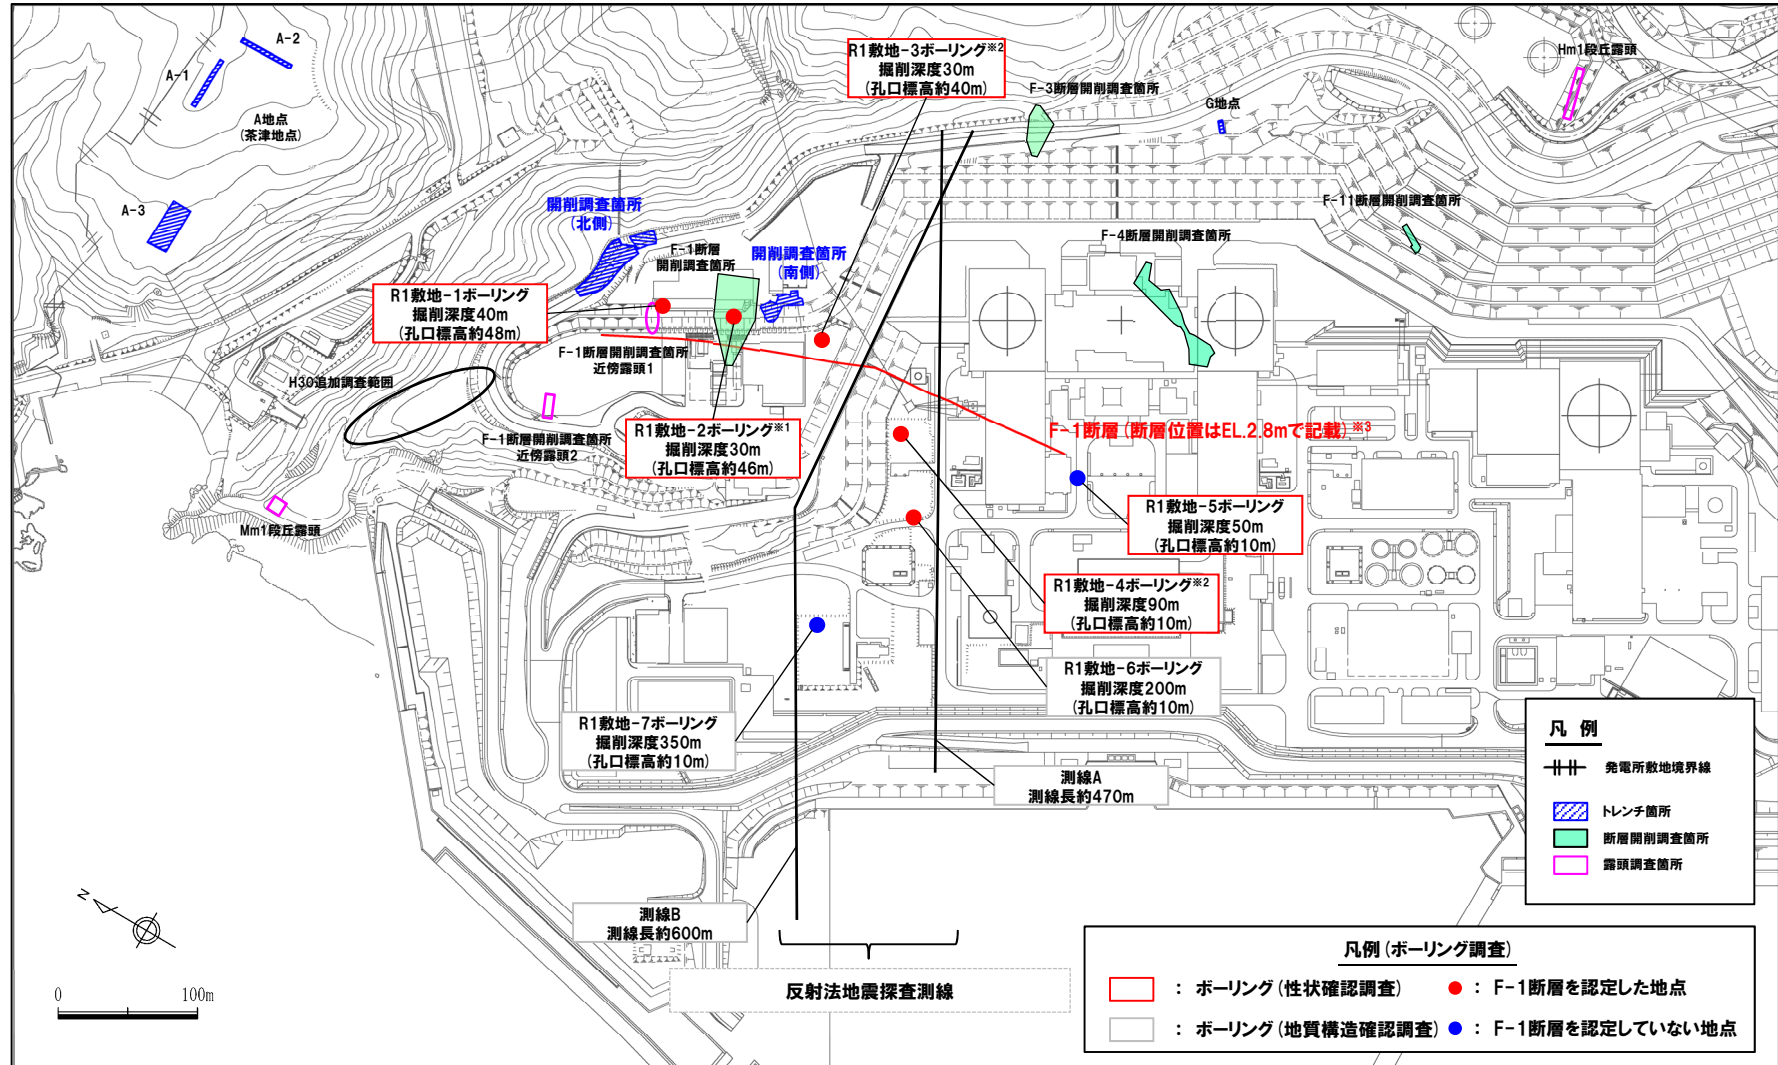 A-2
A-1
A地点
(茶津地点)
A-3
R1敷地-3ボーリング※2
掘削深度30m
(孔口標高約40m)
F-3断層開削調査箇所
G地点
Hm1段丘露頭
F-11断層開削調査箇所
F-4断層開削調査箇所
開削調査箇所
(北側)
F-1断層
開削調査箇所
開削調査箇所
(南側)
R1敷地-1ボーリング
掘削深度40m
(孔口標高約48m)
F-1断層開削調査箇所
近傍露頭1
H30追加調査範囲
F-1断層開削調査箇所
近傍露頭2
R1敷地-2ボーリング※1
掘削深度30m
(孔口標高約46m)
F-1断層(断層位置はEL.2.8mで記載)※3
Mm1段丘露頭
R1敷地-5ボーリング
掘削深度50m
(孔口標高約10m)
R1敷地-4ボーリング※2
掘削深度90m
(孔口標高約10m)
R1敷地-6ボーリング
掘削深度200m
(孔口標高約10m)
R1敷地-7ボーリング
掘削深度350m
(孔口標高約10m)
測線A
測線長約470m
測線B
測線長約600m
反射法地震探査測線
N
0 100m
凡 例
発電所敷地境界線
トレンチ箇所
断層開削調査箇所
露頭調査箇所
凡例(ボーリング調査)
: ボーリング(性状確認調査) : F-1断層を認定した地点
: ボーリング(地質構造確認調査) : F-1断層を認定していない地点